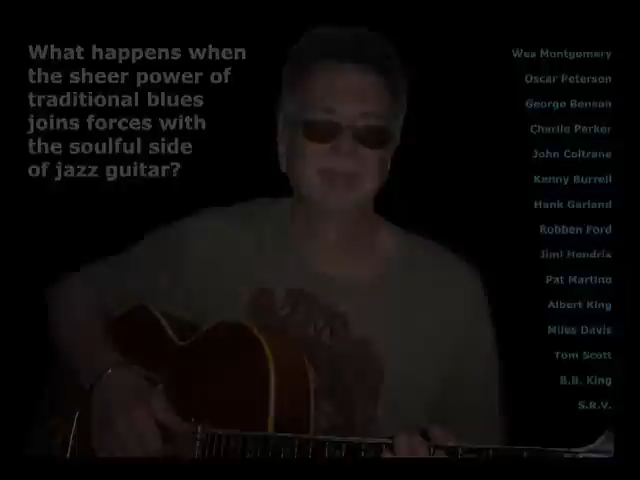 What happens when
the sheer power of
traditional blues
joins forces with
the soulful side
of jazz guitar?
Wes Montgomery
Oscar Peterson
George Benson
Charlie Parker
John Coltrane
Kenny Burrell
Hank Garland
Robben Ford
Jimi Hendrix
Pat Martino
Albert King
Miles Davis
Tom Scott
B.B. King
S.R.V.